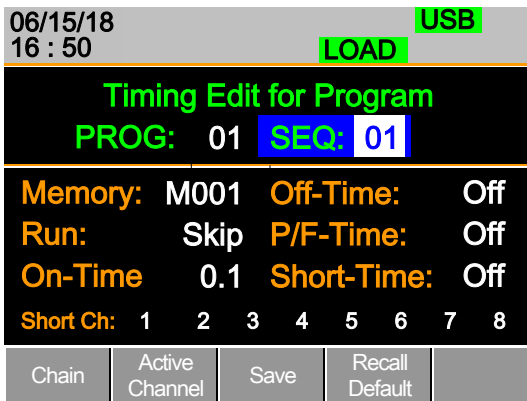 06/15/18 USB
16 : 50 LOAD
Timing Edit for Program
PROG: 01 SEQ: 01
Memory: M001 Off-Time: Off
Run: Skip P/F-Time: Off
On-Time 0.1 Short-Time: Off
Short Ch: 1 2 3 4 5 6 7 8
Chain Active Channel Save Recall Default